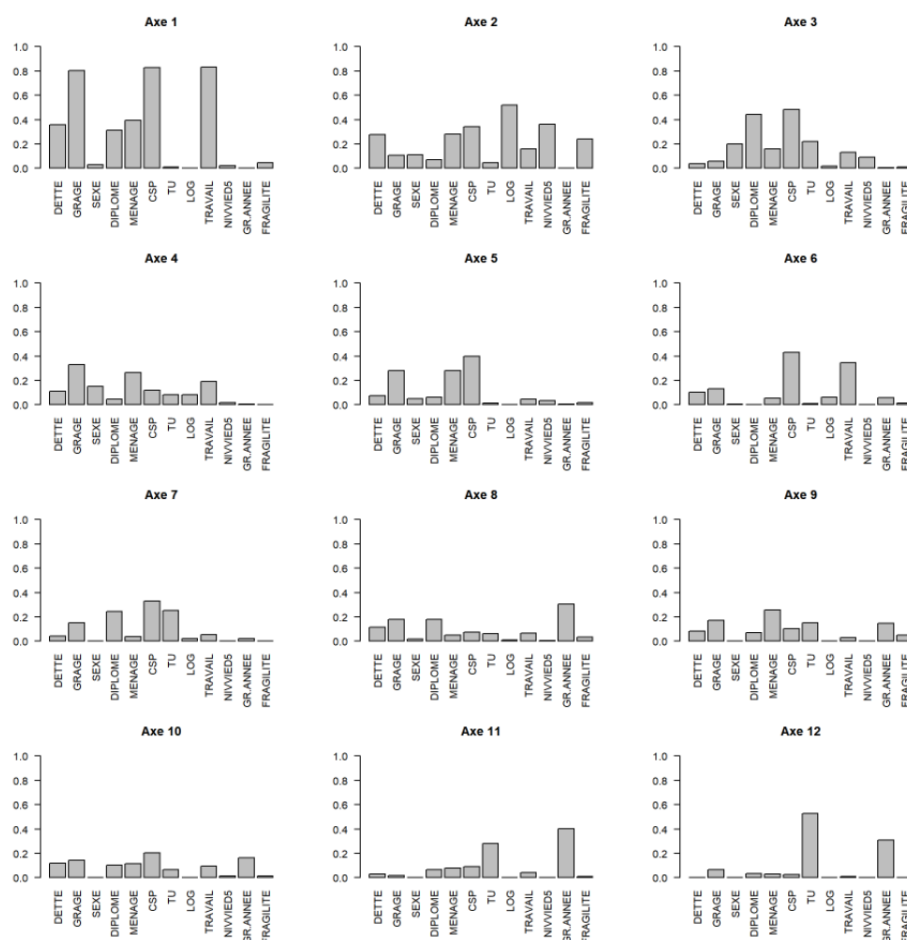 Axe 1
1.0
0.8
0.6
0.4
0.2
0.0
DETTE
GRAGE
SEXE
DIPLOME
MENAGE
CSP
TU
LOG
TRAVAIL
NIVVIED5
GR.ANNEE
FRAGILITE
Axe 2
1.0
0.8
0.6
0.4
0.2
0.0
DETTE
GRAGE
SEXE
DIPLOME
MENAGE
CSP
TU
LOG
TRAVAIL
NIVVIED5
GR.ANNEE
FRAGILITE
Axe 3
1.0
0.8
0.6
0.4
0.2
0.0
DETTE
GRAGE
SEXE
DIPLOME
MENAGE
CSP
TU
LOG
TRAVAIL
NIVVIED5
GR.ANNEE
FRAGILITE
Axe 4
1.0
0.8
0.6
0.4
0.2
0.0
DETTE
GRAGE
SEXE
DIPLOME
MENAGE
CSP
TU
LOG
TRAVAIL
NIVVIED5
GR.ANNEE
FRAGILITE
Axe 5
1.0
0.8
0.6
0.4
0.2
0.0
DETTE
GRAGE
SEXE
DIPLOME
MENAGE
CSP
TU
LOG
TRAVAIL
NIVVIED5
GR.ANNEE
FRAGILITE
Axe 6
1.0
0.8
0.6
0.4
0.2
0.0
DETTE
GRAGE
SEXE
DIPLOME
MENAGE
CSP
TU
LOG
TRAVAIL
NIVVIED5
GR.ANNEE
FRAGILITE
Axe 7
1.0
0.8
0.6
0.4
0.2
0.0
DETTE
GRAGE
SEXE
DIPLOME
MENAGE
CSP
TU
LOG
TRAVAIL
NIVVIED5
GR.ANNEE
FRAGILITE
Axe 8
1.0
0.8
0.6
0.4
0.2
0.0
DETTE
GRAGE
SEXE
DIPLOME
MENAGE
CSP
TU
LOG
TRAVAIL
NIVVIED5
GR.ANNEE
FRAGILITE
Axe 9
1.0
0.8
0.6
0.4
0.2
0.0
DETTE
GRAGE
SEXE
DIPLOME
MENAGE
CSP
TU
LOG
TRAVAIL
NIVVIED5
GR.ANNEE
FRAGILITE
Axe 10
1.0
0.8
0.6
0.4
0.2
0.0
DETTE
GRAGE
SEXE
DIPLOME
MENAGE
CSP
TU
LOG
TRAVAIL
NIVVIED5
GR.ANNEE
FRAGILITE
Axe 11
1.0
0.8
0.6
0.4
0.2
0.0
DETTE
GRAGE
SEXE
DIPLOME
MENAGE
CSP
TU
LOG
TRAVAIL
NIVVIED5
GR.ANNEE
FRAGILITE
Axe 12
1.0
0.8
0.6
0.4
0.2
0.0
DETTE
GRAGE
SEXE
DIPLOME
MENAGE
CSP
TU
LOG
TRAVAIL
NIVVIED5
GR.ANNEE
FRAGILITE